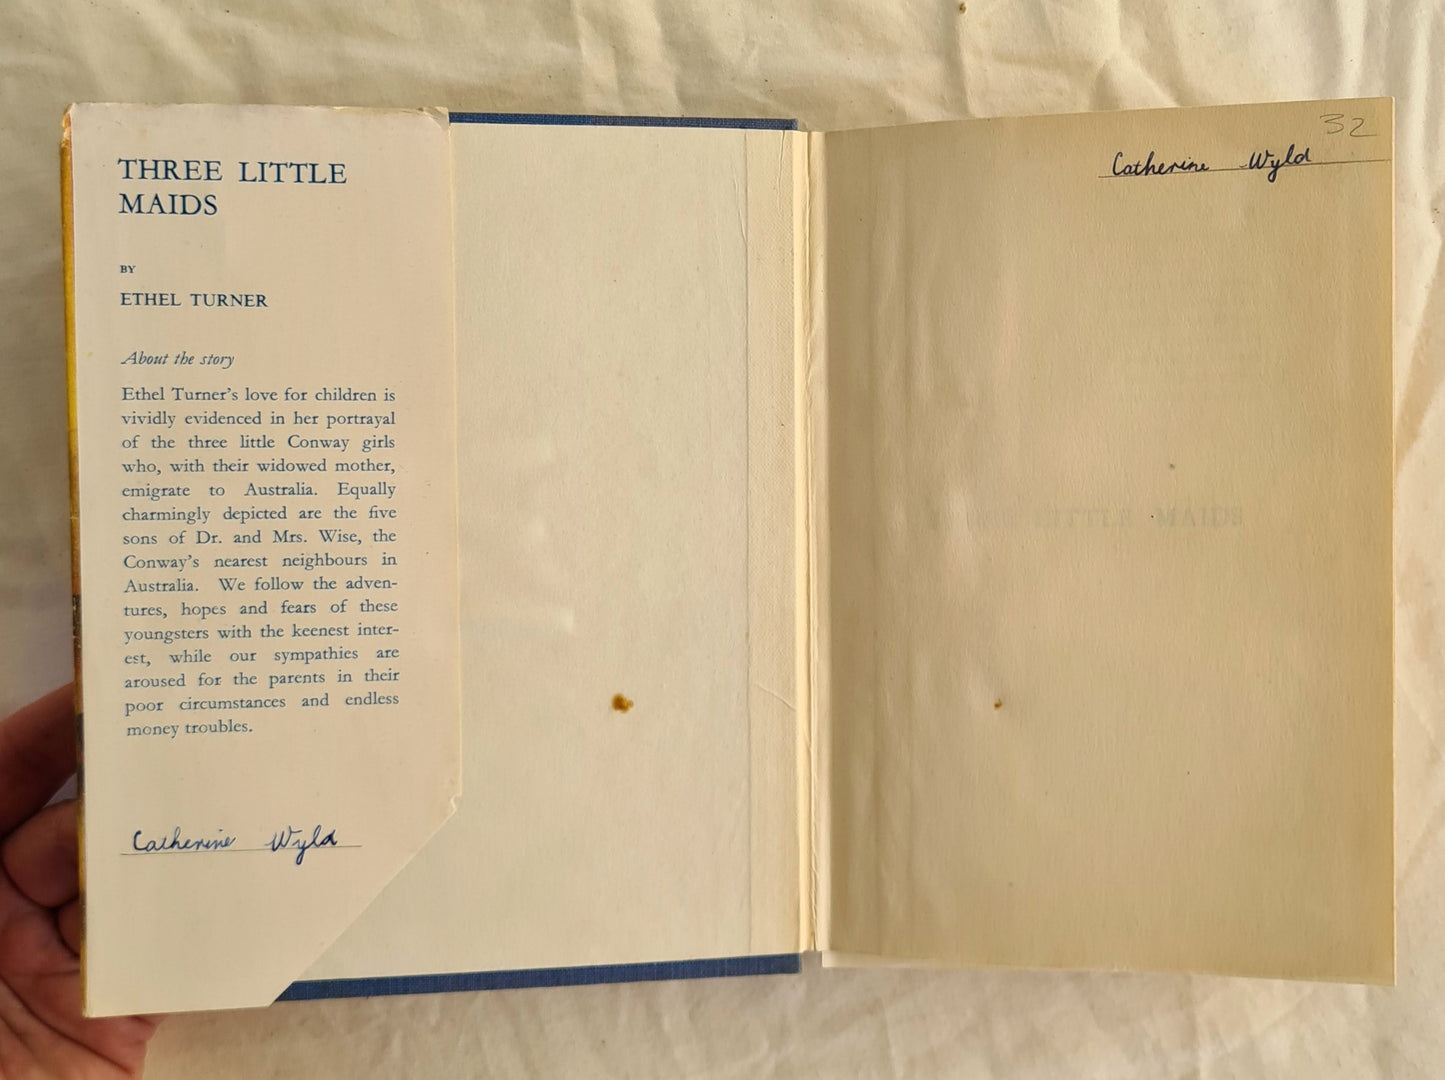 THREE LITTLE
MAIDS
BY
ETHEL TURNER
About the story
Ethel Turner's love for children is
vividly evidenced in her portrayal
of the three little Conway girls
who, with their widowed mother,
emigrate to Australia. Equally
charmingly depicted are the five
sons of Dr. and Mrs. Wise, the
Conway's nearest neighbours in
Australia. We follow the adven-
tures, hopes and fears of these
youngsters with the keenest inter-
est, while our sympathies are
aroused for the parents in their
poor circumstances and endless
money troubles.
Catherine Wyld
32
Catherine Wyld
LITTLE MAIDS